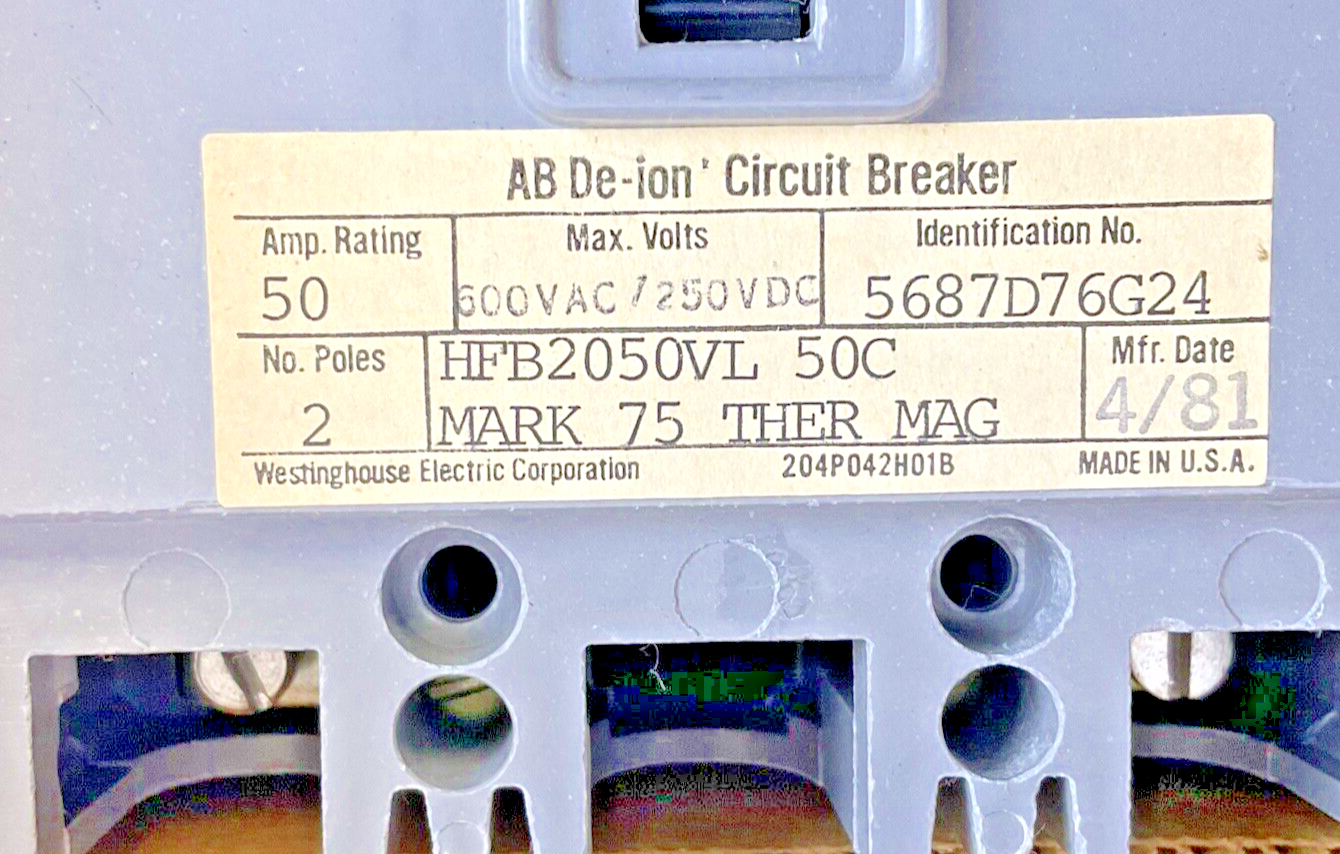 AB De-ion' Circuit Breaker
Amp. Rating Max. Volts Identification No.
50 600VAC/250VDC 5687D76G24
No. Poles HFB2050VL 50C Mfr. Date
2 MARK 75 THER MAG 4/81
Westinghouse Electric Corporation 204P042H01B MADE IN U.S.A.